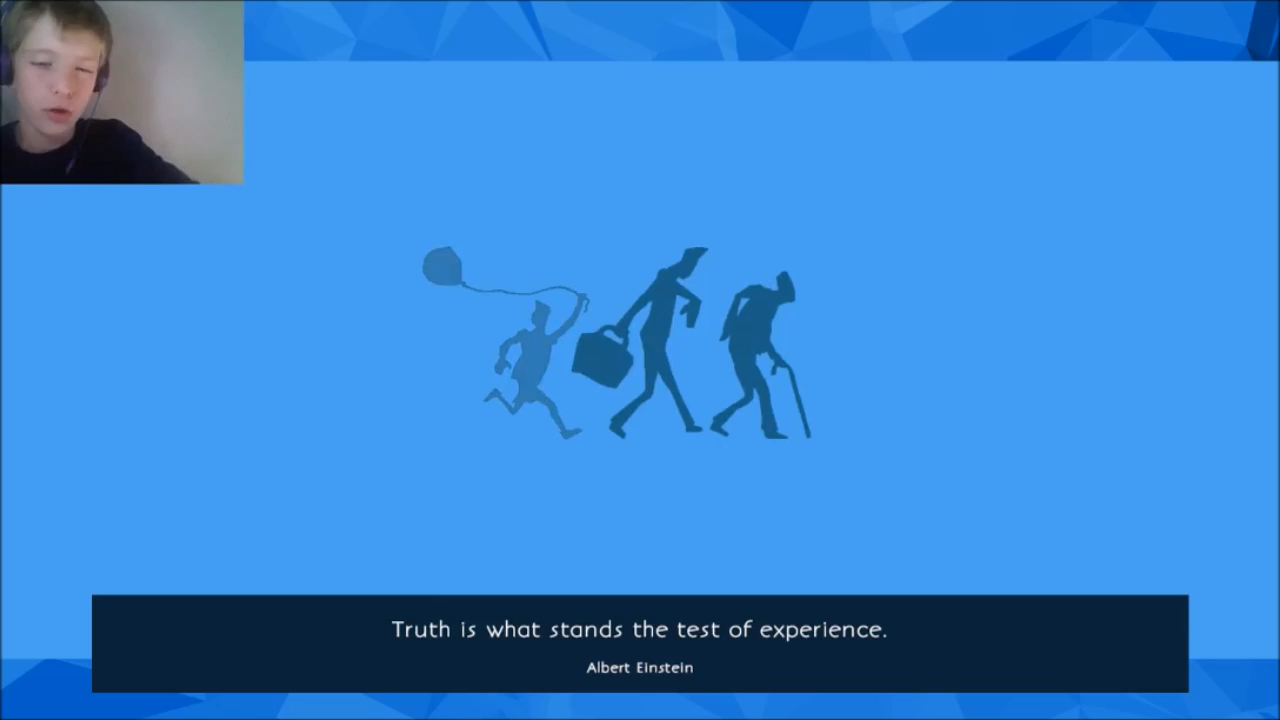 Truth is what stands the test of experience.
Albert Einstein